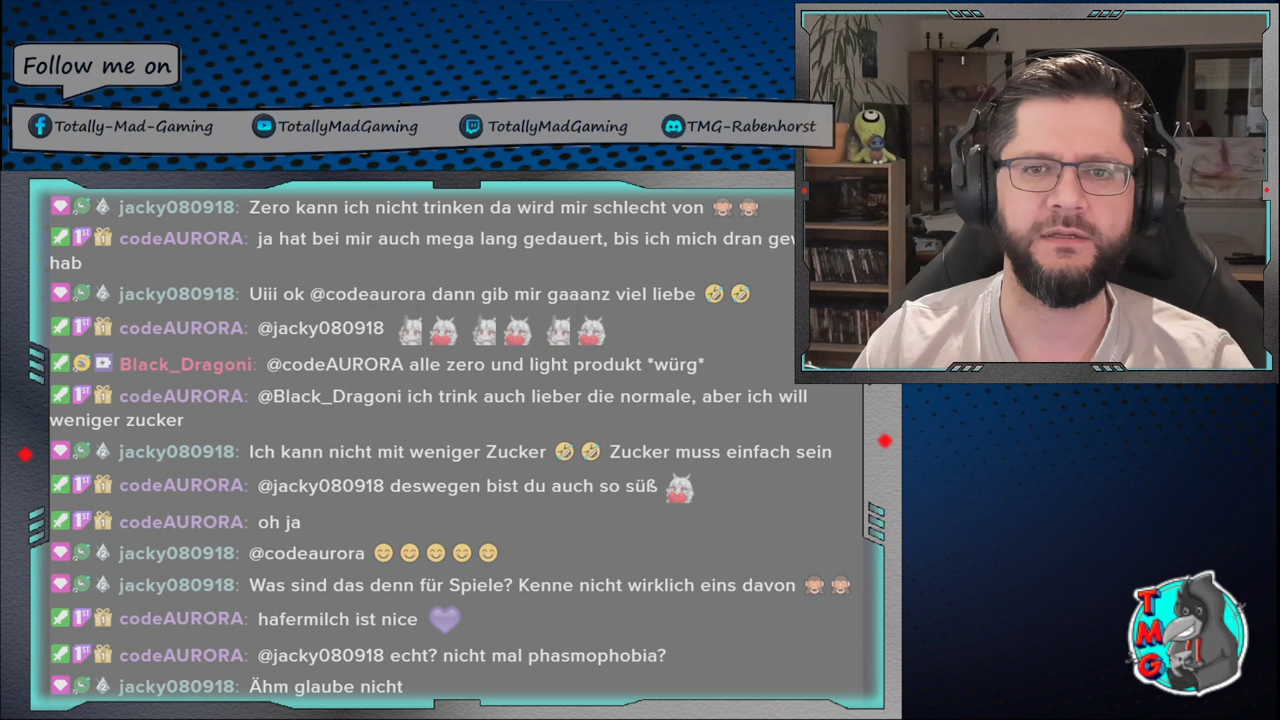 Follow me on
Totally-Mad-Gaming TotallyMadGaming TotallyMadGaming TMG-Rabenhorst
jacky080918: Zero kann ich nicht trinken da wird mir schlecht von 🙈 🙈
codeAURORA: ja hat bei mir auch mega lang gedauert, bis ich mich dran
hab
jacky080918: Uiii ok @codeaurora dann gib mir gaaanz viel liebe 🤣 🤣
codeAURORA: @jacky080918
Black_Dragoni: @codeAURORA alle zero und light produkt *würg*
codeAURORA: @Black_Dragoni ich trink auch lieber die normale, aber ich will
weniger zucker
jacky080918: Ich kann nicht mit weniger Zucker 🤣 🤣 Zucker muss einfach sein
codeAURORA: @jacky080918 deswegen bist du auch so süß
codeAURORA: oh ja
jacky080918: @codeaurora 😊 😊 😊 😊 😊
jacky080918: Was sind das denn für Spiele? Kenne nicht wirklich eins davon 🙈 🙈
codeAURORA: hafermilch ist nice
codeAURORA: @jacky080918 echt? nicht mal phasmophobia?
jacky080918: Ähm glaube nicht
TMG